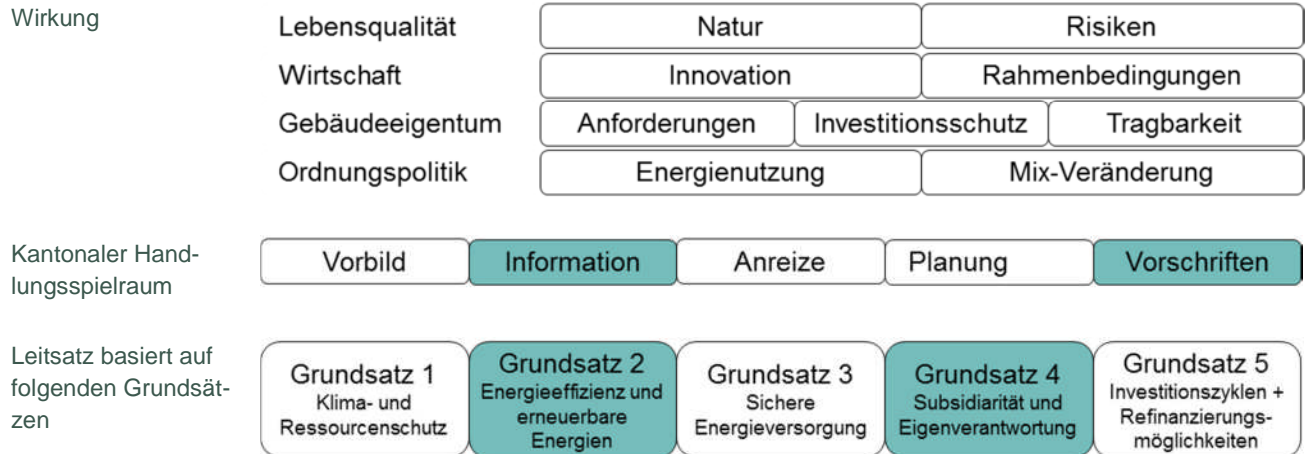 Wirkung
Lebensqualität Natur Risiken
Wirtschaft Innovation Rahmenbedingungen
Gebäudeeigentum Anforderungen Investitionsschutz Tragbarkeit
Ordnungspolitik Energienutzung Mix-Veränderung
Kantonaler Hand-
lungsspielraum
Vorbild Information Anreize Planung Vorschriften
Leitsatz basiert auf
folgenden Grundsät-
zen
Grundsatz 1
Klima- und
Ressourcenschutz
Grundsatz 2
Energieeffizienz und
erneuerbare
Energien
Grundsatz 3
Sichere
Energieversorgung
Grundsatz 4
Subsidiarität und
Eigenverantwortung
Grundsatz 5
Investitionszyklen +
Refinanzierungs-
möglichkeiten